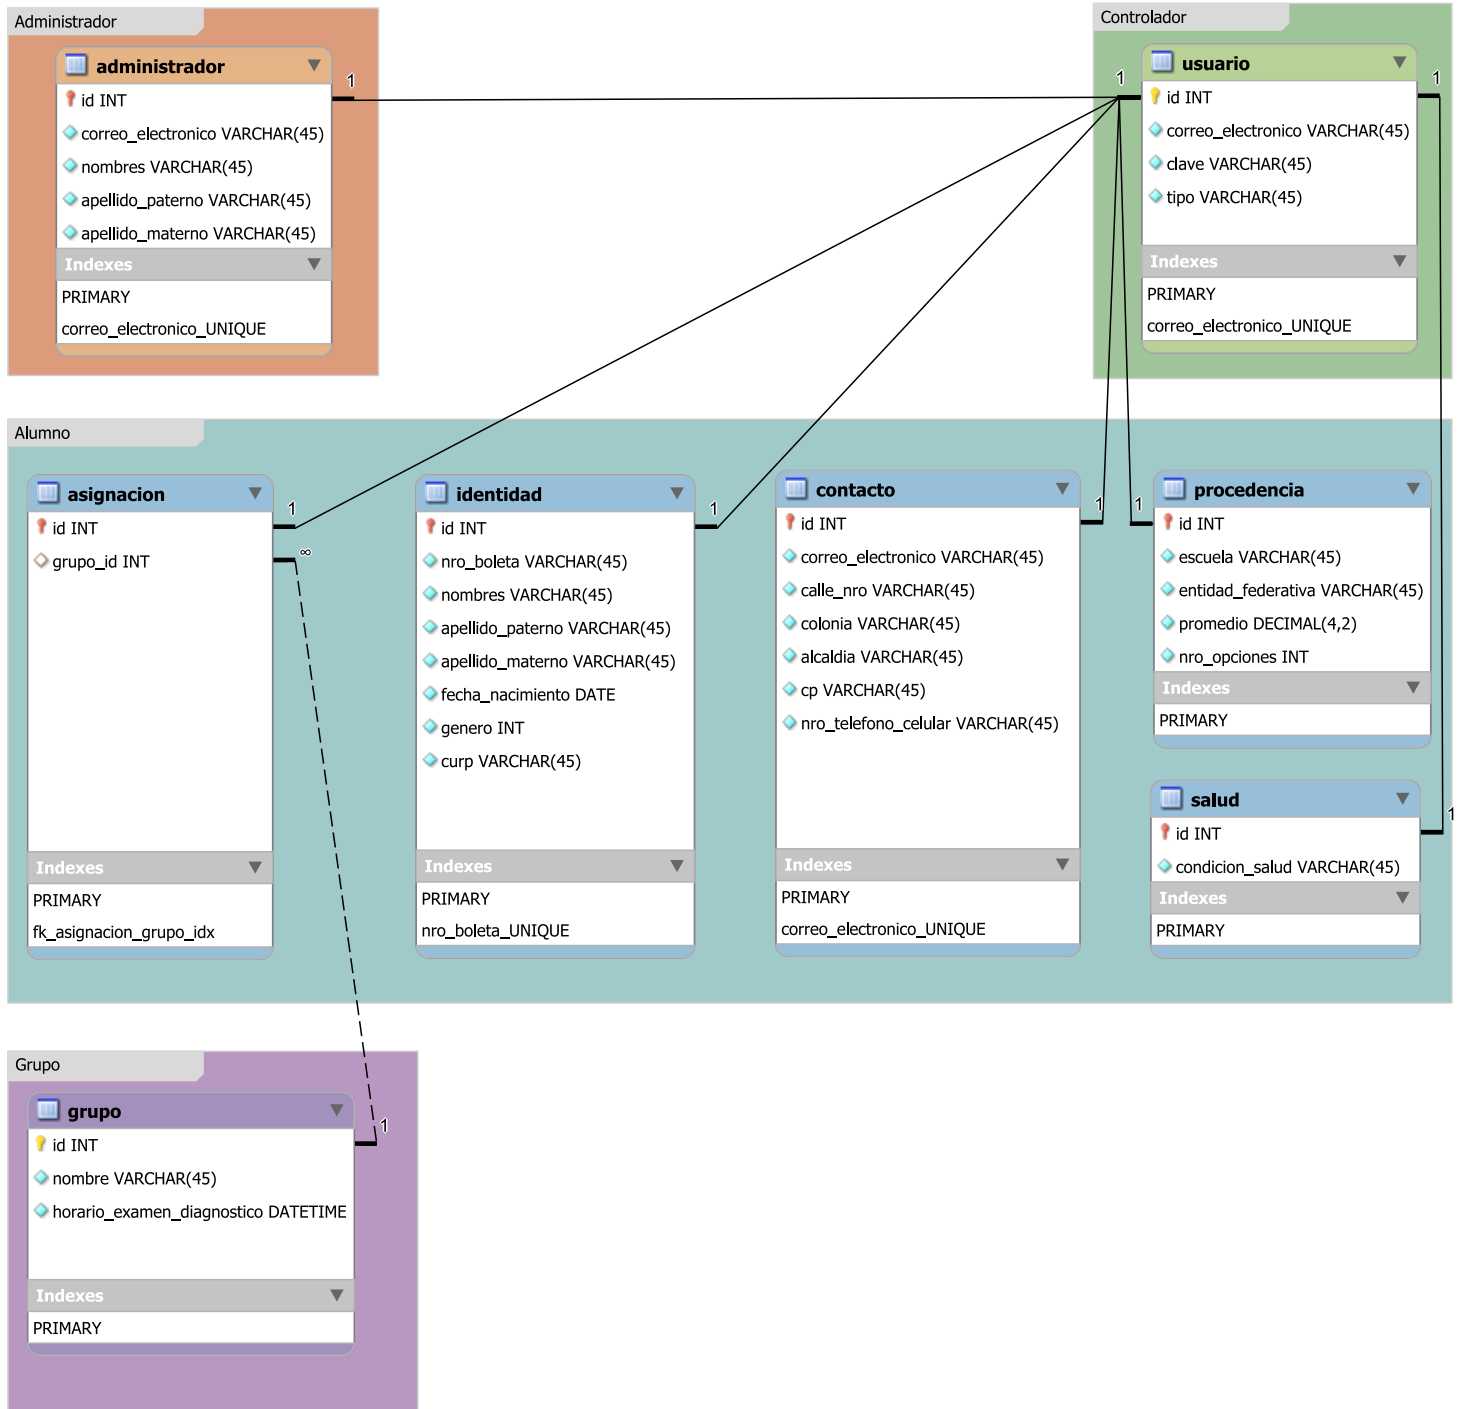 Administrador
administrador
id INT
correo_electronico VARCHAR(45)
nombres VARCHAR(45)
apellido_paterno VARCHAR(45)
apellido_materno VARCHAR(45)
Indexes
PRIMARY
correo_electronico_UNIQUE
1
Controlador
usuario
id INT
correo_electronico VARCHAR(45)
clave VARCHAR(45)
tipo VARCHAR(45)
Indexes
PRIMARY
correo_electronico_UNIQUE
1
1
Alumno
asignacion
id INT
grupo_id INT
Indexes
PRIMARY
fk_asignacion_grupo_idx
1
∞
identidad
id INT
nro_boleta VARCHAR(45)
nombres VARCHAR(45)
apellido_paterno VARCHAR(45)
apellido_materno VARCHAR(45)
fecha_nacimiento DATE
genero INT
curp VARCHAR(45)
Indexes
PRIMARY
nro_boleta_UNIQUE
1
contacto
id INT
correo_electronico VARCHAR(45)
calle_nro VARCHAR(45)
colonia VARCHAR(45)
alcaldia VARCHAR(45)
cp VARCHAR(45)
nro_telefono_celular VARCHAR(45)
Indexes
PRIMARY
correo_electronico_UNIQUE
1
1
procedencia
id INT
escuela VARCHAR(45)
entidad_federativa VARCHAR(45)
promedio DECIMAL(4,2)
nro_opciones INT
Indexes
PRIMARY
salud
id INT
condicion_salud VARCHAR(45)
Indexes
PRIMARY
1
Grupo
grupo
id INT
nombre VARCHAR(45)
horario_examen_diagnostico DATETIME
Indexes
PRIMARY
1